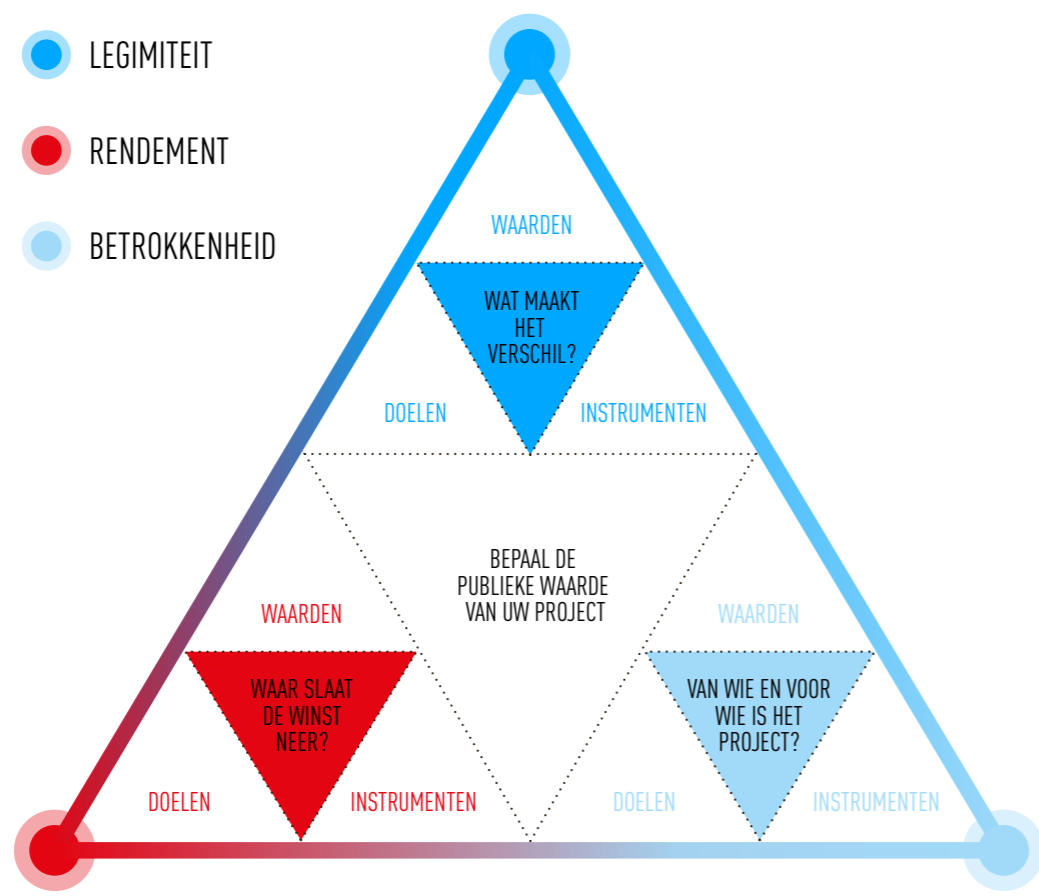 LEGIMITEIT
RENDEMENT
BETROKKENHEID
WAARDEN
WAT MAAKT
HET
VERSCHIL?
DOELEN
INSTRUMENTEN
BEPAAL DE
PUBLIEKE WAARDE
VAN UW PROJECT
WAARDEN
WAAR SLAAT
DE WINST
NEER?
DOELEN
INSTRUMENTEN
WAARDEN
VAN WIE EN VOOR
WIE IS HET
PROJECT?
DOELEN
INSTRUMENTEN